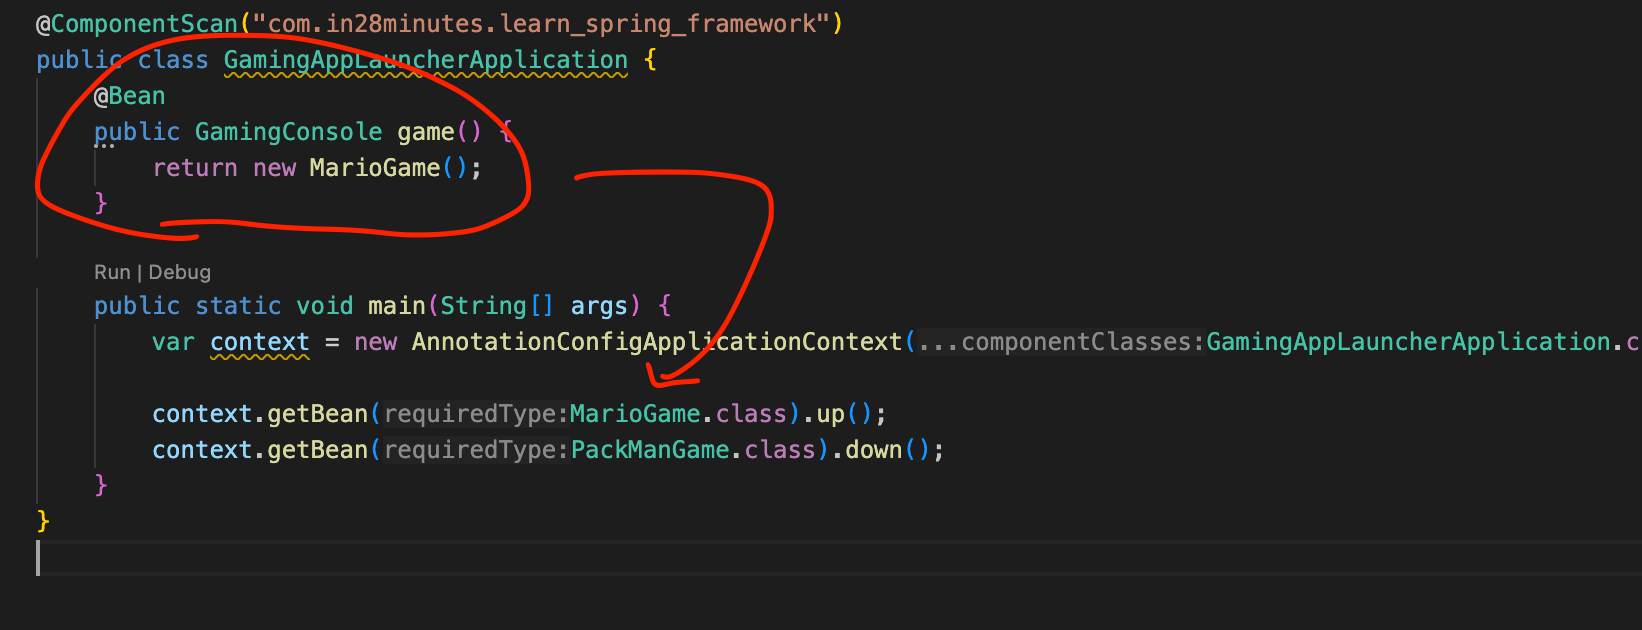 @ComponentScan("com.in28minutes.learn_spring_framework")
public class GamingAppLauncherApplication {
@Bean
public GamingConsole game() {
return new MarioGame();
}
Run | Debug
public static void main(String[] args) {
var context = new AnnotationConfigApplicationContext(...componentClasses:GamingAppLauncherApplication.c
context.getBean(requiredType:MarioGame.class).up();
context.getBean(requiredType:PackManGame.class).down();
}
}